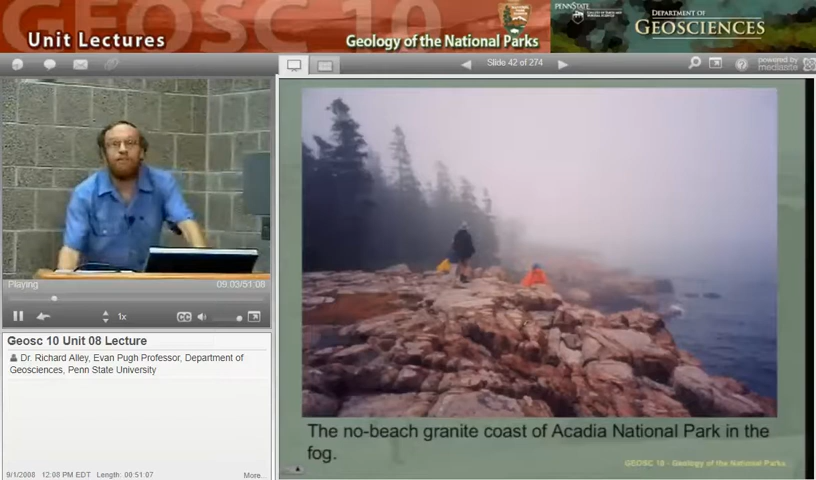 GEOSC 10
Unit Lectures
Geology of the National Parks
PENNSTATE
DEPARTMENT OF
GEOSCIENCES
Slide 42 of 274
powered by
mediasite
Playing
09:03/51:08
1x
CC
Geosc 10 Unit 08 Lecture
Dr. Richard Alley, Evan Pugh Professor, Department of
Geosciences, Penn State University
9/1/2008 12:08 PM EDT Length: 00:51:07
More...
The no-beach granite coast of Acadia National Park in the
fog.
GEOSC 10 - Geology of the National Parks